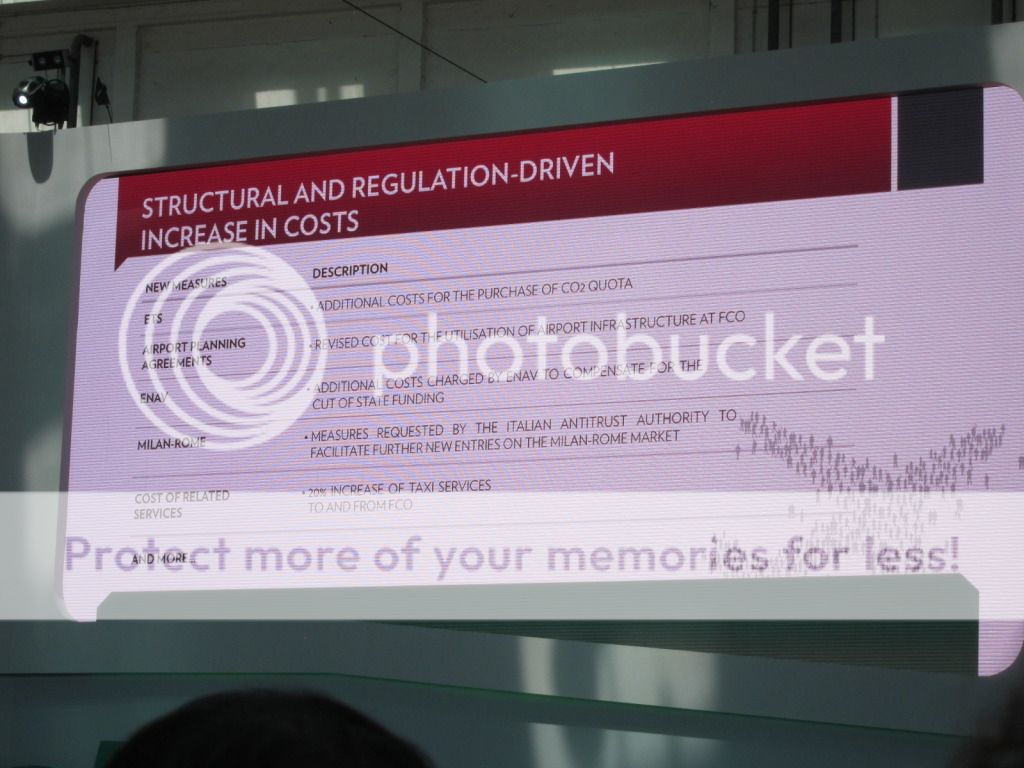 STRUCTURAL AND REGULATION-DRIVEN
INCREASE IN COSTS
NEW MEASURES
DESCRIPTION
ETS
• ADDITIONAL COSTS FOR THE PURCHASE OF CO2 QUOTA
AIRPORT PLANNING
AGREEMENTS
• REVISED COST FOR THE UTILISATION OF AIRPORT INFRASTRUCTURE AT FCO
ENAV
• ADDITIONAL COSTS CHARGED BY ENAV TO COMPENSATE FOR THE
CUT OF STATE FUNDING
MILAN-ROME
• MEASURES REQUESTED BY THE ITALIAN ANTITRUST AUTHORITY TO
FACILITATE FURTHER NEW ENTRIES ON THE MILAN-ROME MARKET
COST OF RELATED
SERVICES
• 20% INCREASE OF TAXI SERVICES
TO AND FROM FCO
AND MORE...
photobucket
Protect more of your memories for less!